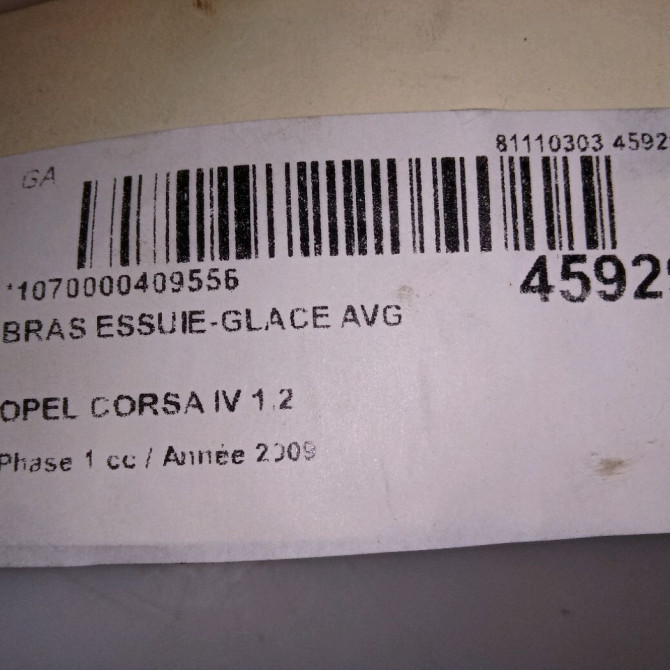 81110303 4592
GA
*1070000409556
45929
BRAS ESSUIE-GLACE AVG
OPEL CORSA IV 1.2
Phase 1 cc / Année 2009